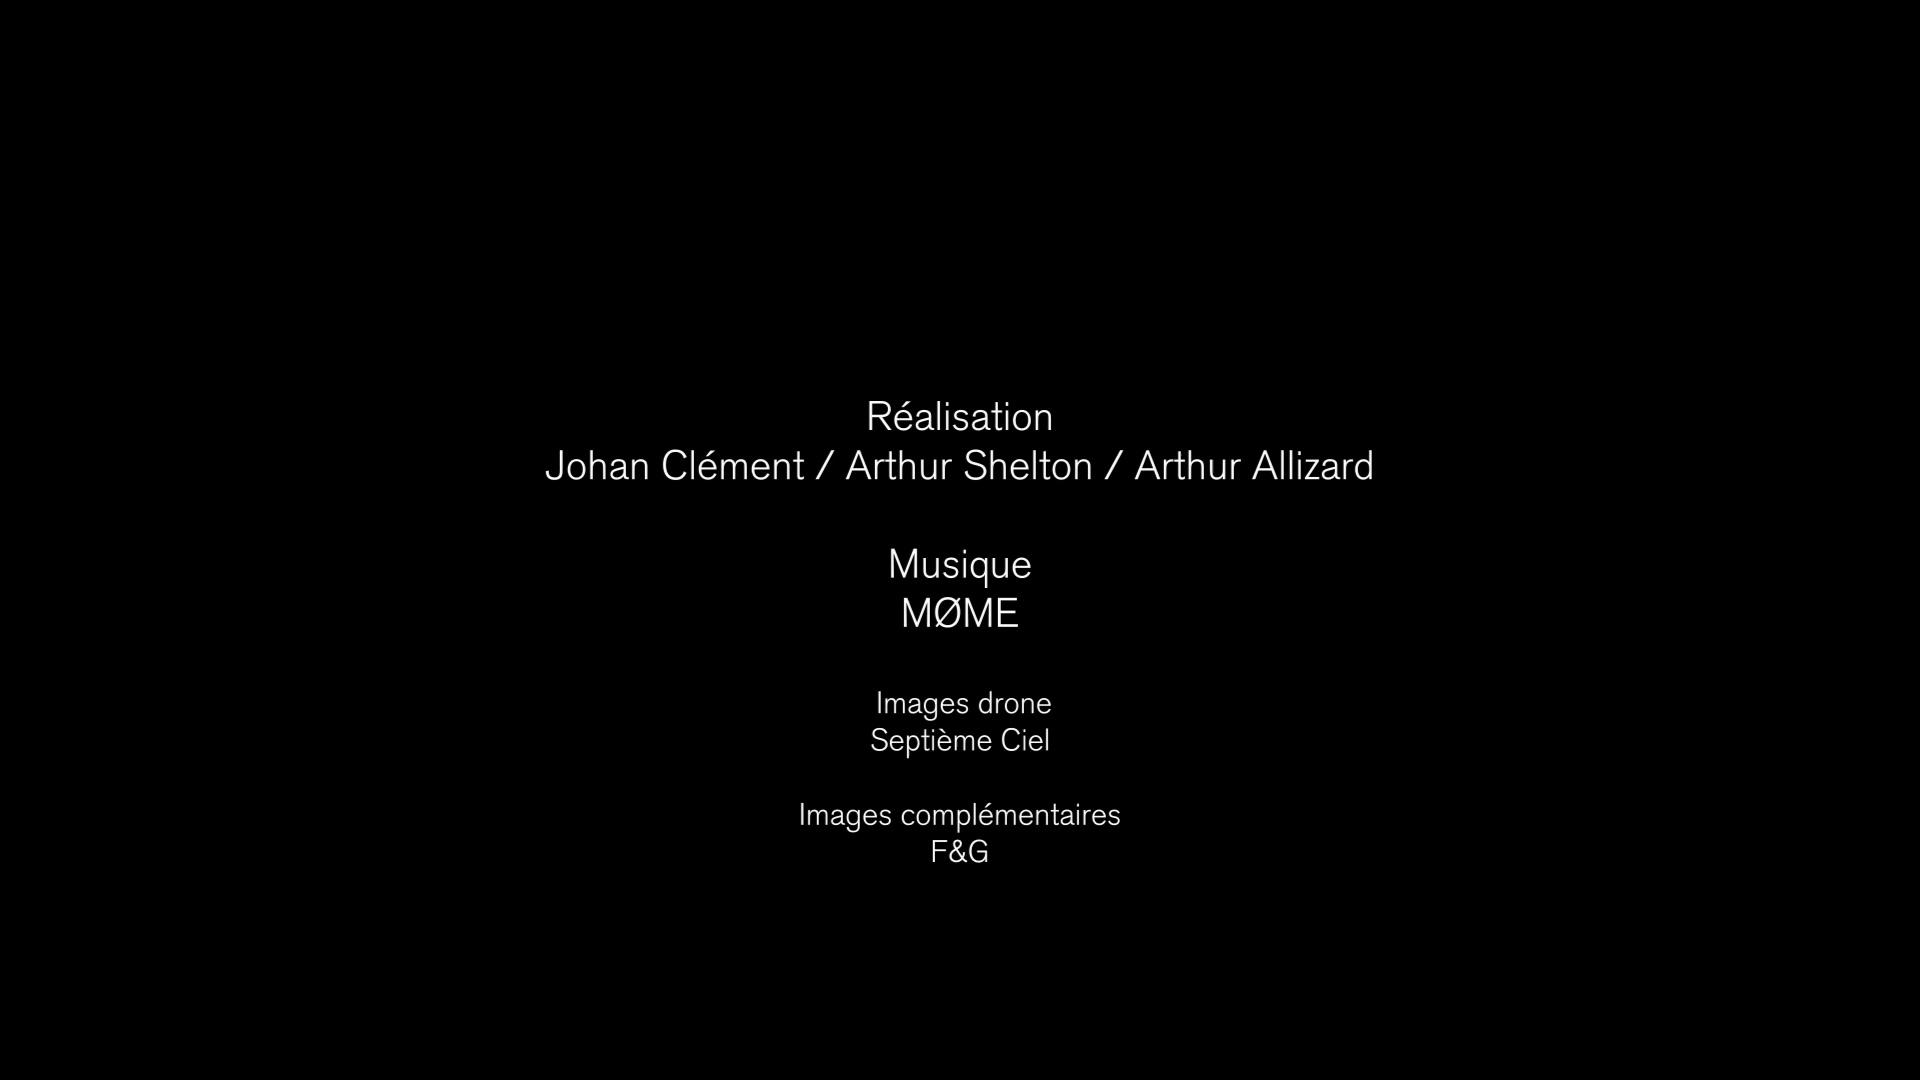 Réalisation
Johan Clément / Arthur Shelton / Arthur Allizard
Musique
MØME
Images drone
Septième Ciel
Images complémentaires
F&G